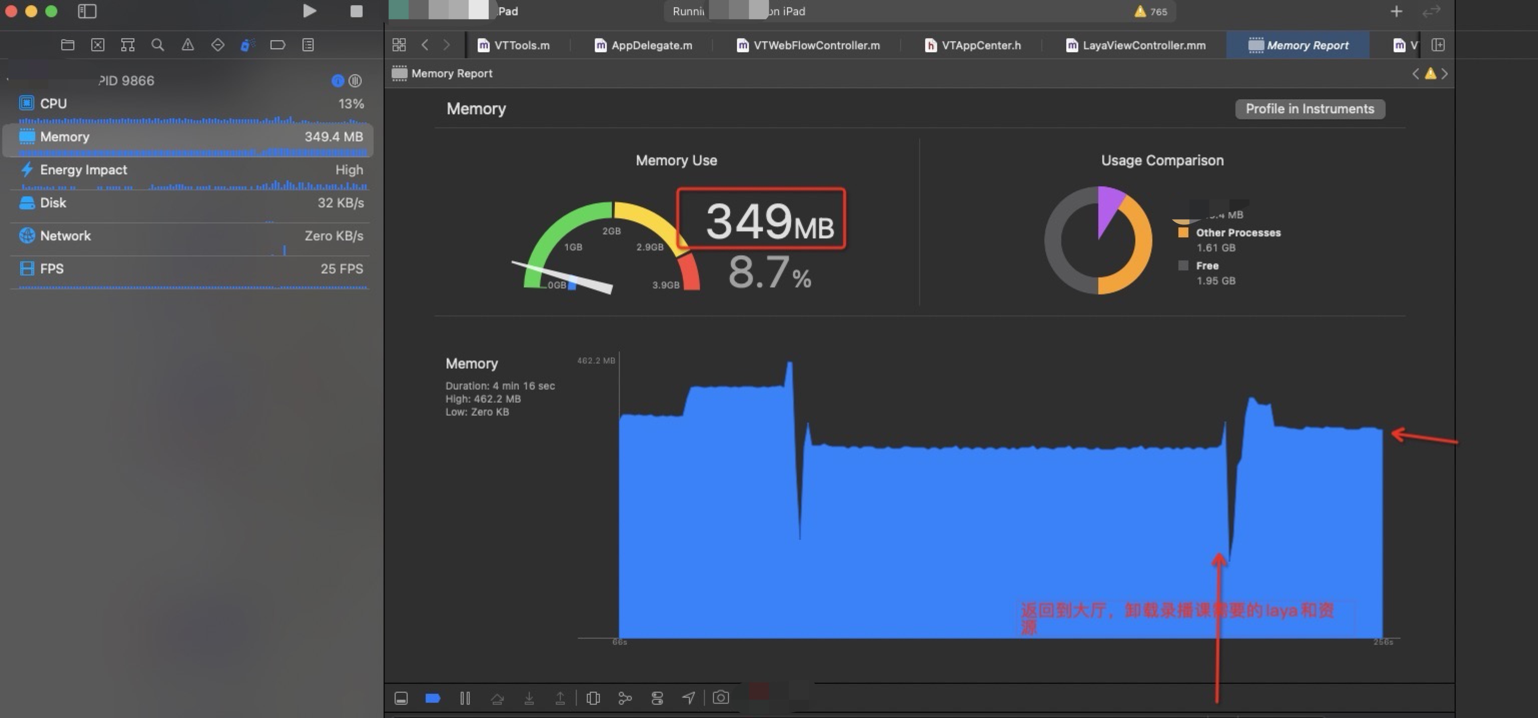 Pad
Runni
on iPad
765
VTTools.m
AppDelegate.m
VTWebFlowController.m
VTAppCenter.h
LayaViewController.mm
Memory Report
V
PID 9866
Memory Report
CPU
13%
Memory
349.4 MB
Energy Impact
High
Disk
32 KB/s
Network
Zero KB/s
FPS
25 FPS
Memory
Profile in Instruments
Memory Use
Usage Comparison
349MB
8.7%
0GB
1GB
2GB
2.9GB
3.9GB
.4 MB
Other Processes
1.61 GB
Free
1.95 GB
Memory
Duration: 4 min 16 sec
High: 462.2 MB
Low: Zero KB
462.2 MB
返回到大厅，卸载录播课需要的laya和资
源
66s
256s